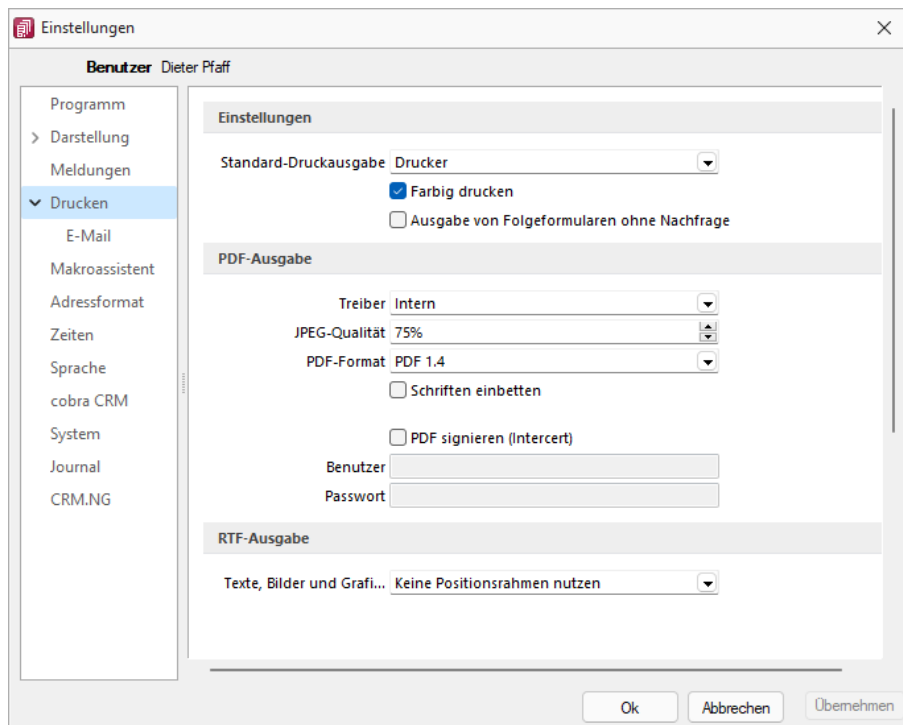 Einstellungen
Benutzer Dieter Pfaff
Programm
Darstellung
Meldungen
Drucken
E-Mail
Makroassistent
Adressformat
Zeiten
Sprache
cobra CRM
System
Journal
CRM.NG
Einstellungen
Standard-Druckausgabe Drucker
Farbig drucken
Ausgabe von Folgeformularen ohne Nachfrage
PDF-Ausgabe
Treiber Intern
JPEG-Qualität 75%
PDF-Format PDF 1.4
Schriften einbetten
PDF signieren (Intercert)
Benutzer
Passwort
RTF-Ausgabe
Texte, Bilder und Grafi... Keine Positionsrahmen nutzen
Ok Abbrechen Übernehmen